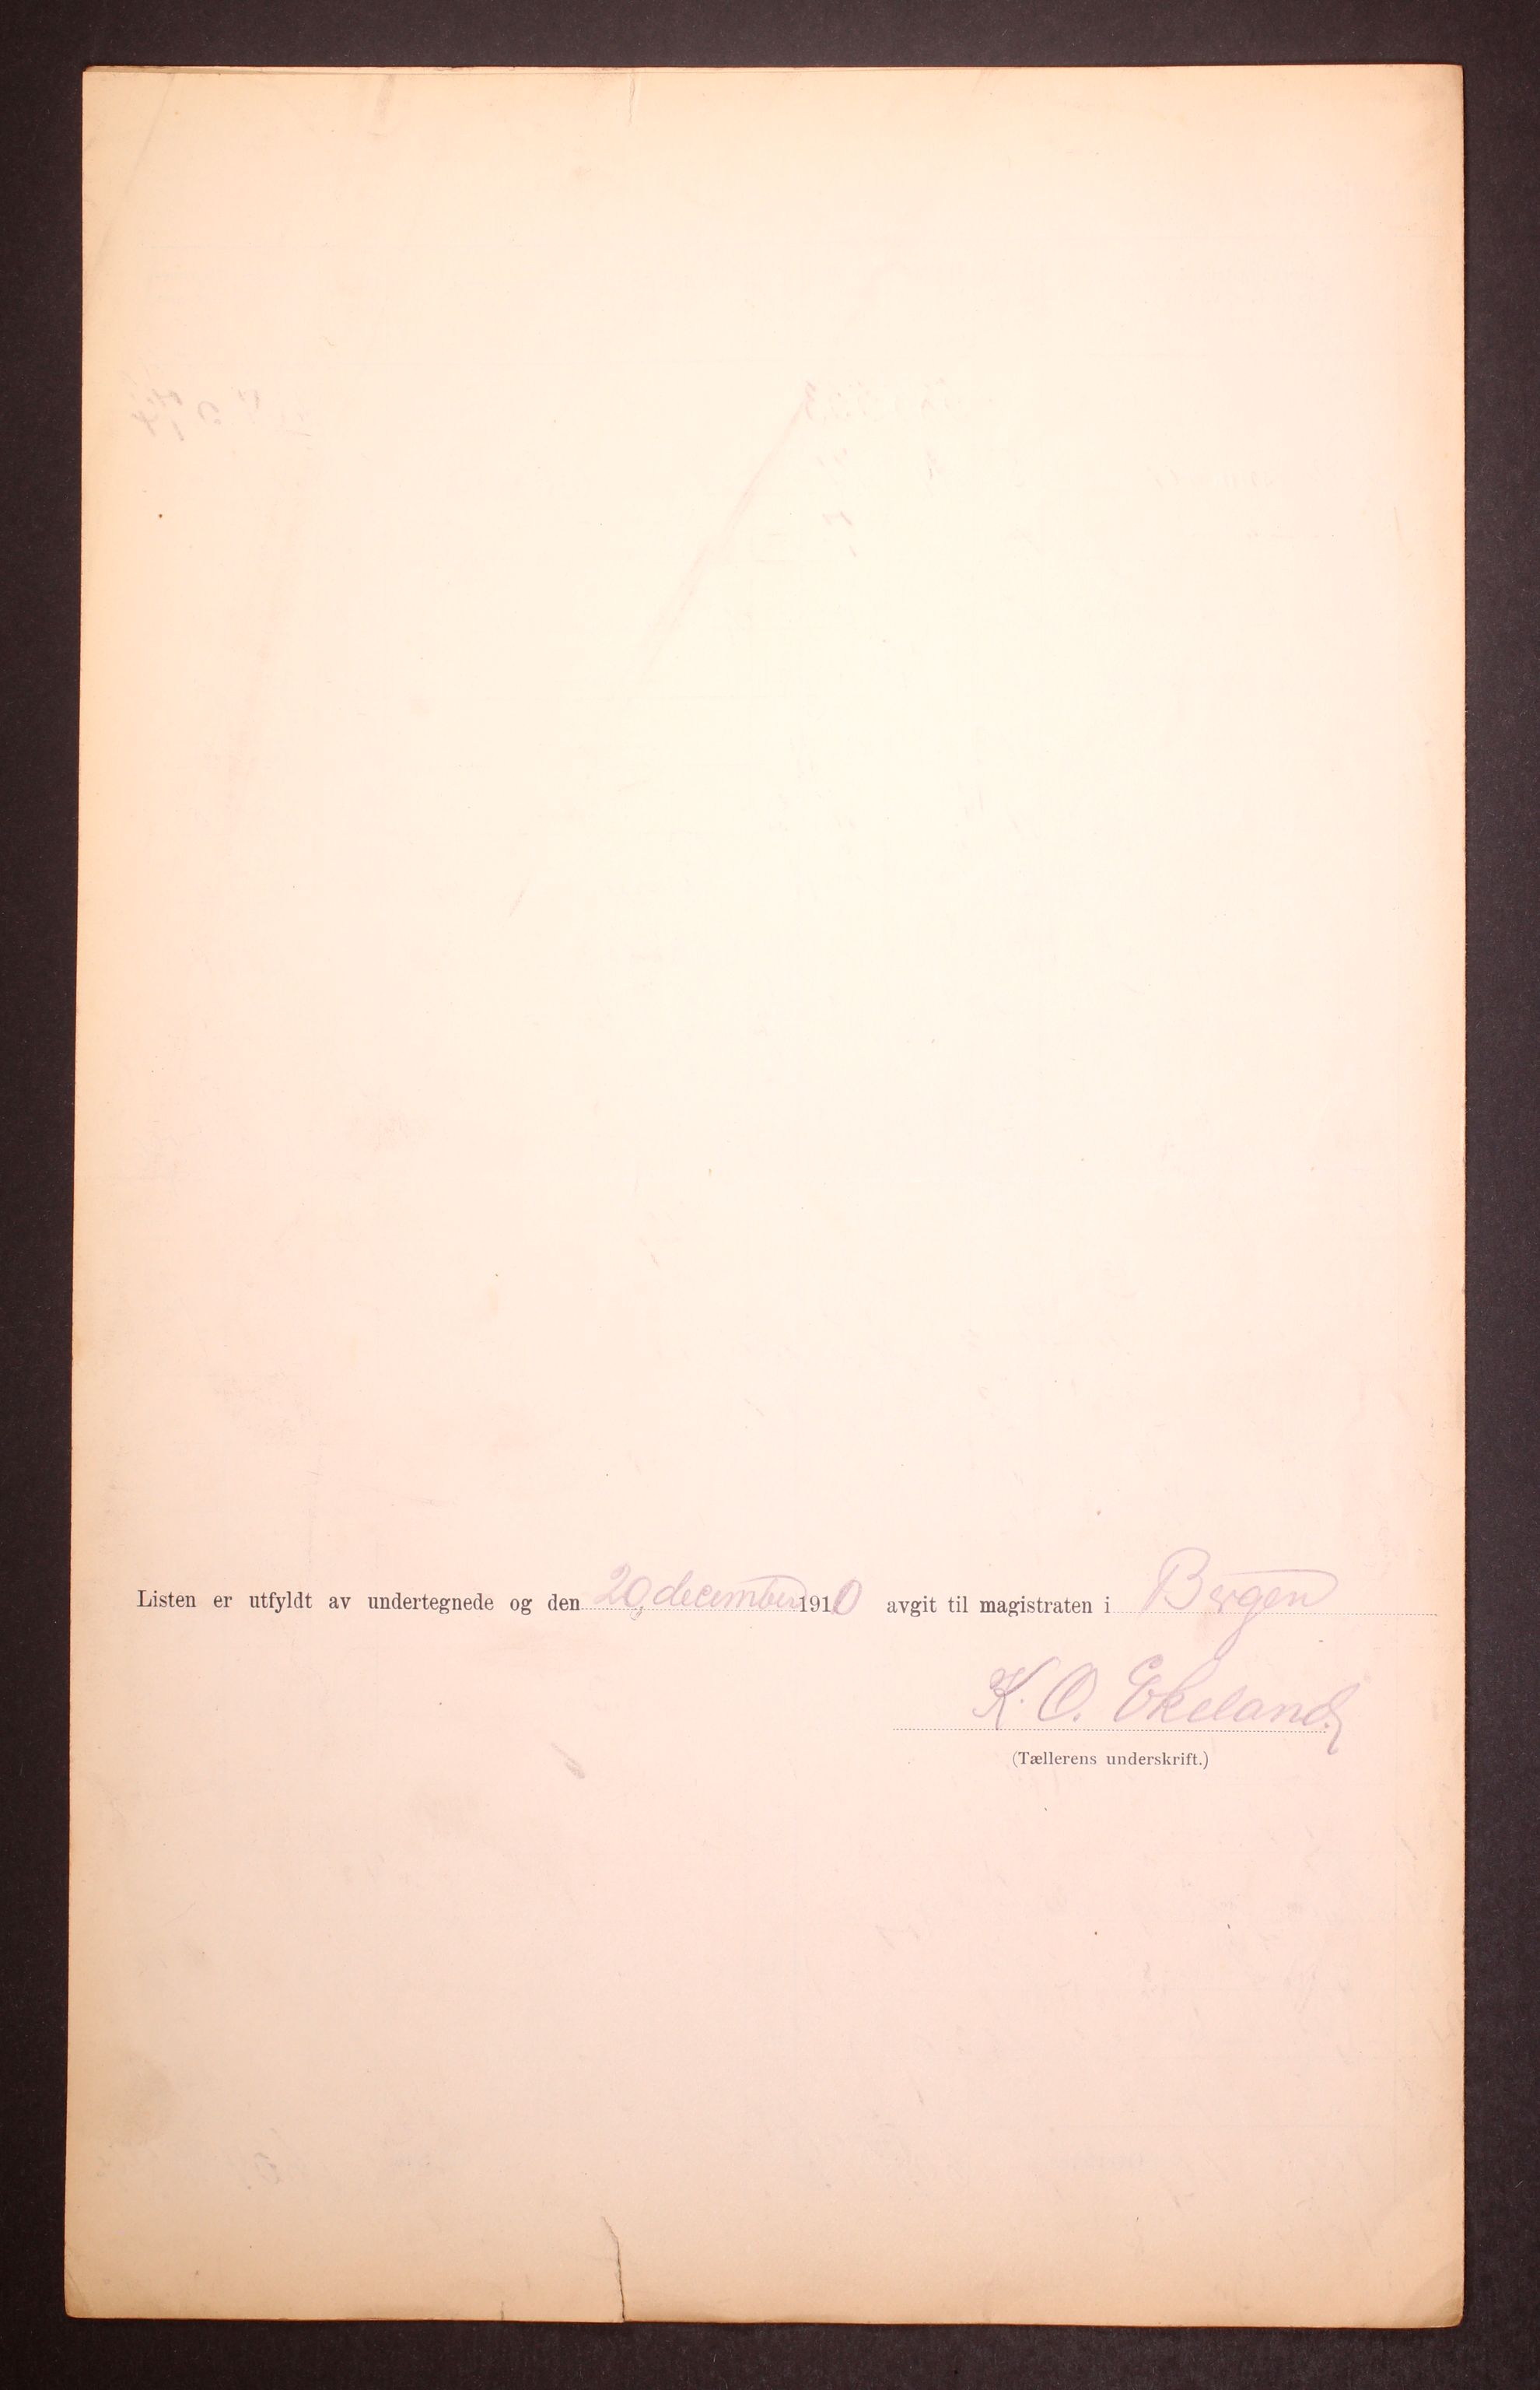 Listen er utfyldt av undertegnede og den 20, december 1910 avgit til magistraten i Bergen
K. O. Ekeland.
(Tællerens underskrift.)